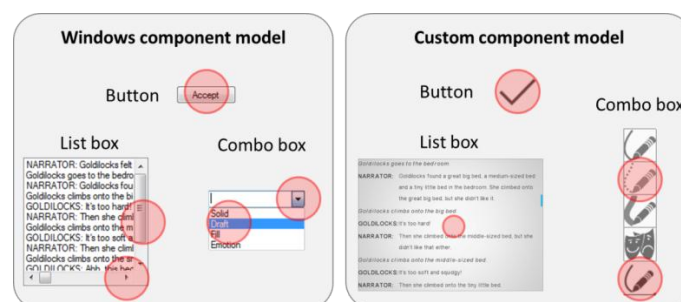 Windows component model
Button
Accept
List box
Combo box
NARRATOR: Goldilocks felt
Goldilocks goes to the bedro
NARRATOR: Goldilocks fou
Goldilocks climbs onto the bi
GOLDILOCKS: It's too hard!
NARRATOR: Then she climl
Goldilocks climbs onto the m
GOLDILOCKS: It's too soft a
NARRATOR: Then she climl
Goldilocks climbs onto the sr
GOLDILOCKS: Ahh, this bec
Solid
Draft
Fill
Emotion
Custom component model
Button
Combo box
List box
Goldilocks goes to the bedroom
NARRATOR: Goldilocks found a great big bed, a medium-sized bed
and a tiny little bed in the bedroom. She climbed onto
the great big bed, but she didn't like it.
Goldilocks climbs onto the big bed
GOLDILOCKS: It's too hard!
NARRATOR: Then she climbed onto the middle-sized bed, but she
didn't like that either.
Goldilocks climbs onto the middle-sized bed
GOLDILOCKS: It's too soft and squidgy!
NARRATOR: Then she climbed onto the tiny little bed.